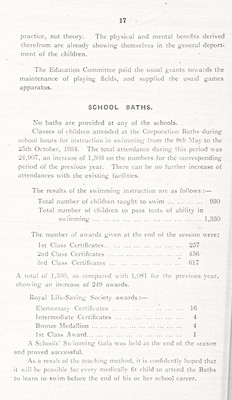 17
practice, not theory. The physical and mental benefits derived
therefrom are already showing themselves in the general deport-
ment of the children.
The Education Committee paid the usual grants towards the
maintenance of playing fields, and supplied the usual games
apparatus.
SCHOOL BATHS.
No baths are provided at any of the schools.
Classes of children attended at the Corporation Baths during
school hours for instruction in swimming from the 8th May to the
25th October, 1934. The total attendance during this period was
24,997, an increase of 1,508 on the numbers for the corresponding
period of the previous year. There can be no further increase of
attendances with the existing facilities.
The results of the swimming instruction are as follows :—
Total number of children taught to swim ... ... ... ... 930
Total number of children to pass tests of ability in
swimming ... ... ... ... ... ... ... ... ... 1,330
The number of awards given at the end of the session were:
1st Class Certificates... ... ... ... ... ... 257
2nd Class Certificates ... ... ... ... ... ... 456
3rd Class Certificates ... ... ... ... ... ... 617
A total of 1,330, as compared with 1,081 for the previous year,
showing an increase of 249 awards.
Royal Life-Saving Society awards:—
Elementary Certificates ... ... ... ... ... ... 16
Intermediate Certificates ... ... ... ... ... ... 4
Bronze Medallion ... ... ... ... ... ... ... 4
1st Class Award... ... ... ... ... ... ... 1
A Schools' Swimming Gala was held at the end of the season
and proved successful.
As a result of the teaching method, it is confidently hoped that
it will be possible for every medically fit child to attend the Baths
to learn to swim before the end of his or her school career.